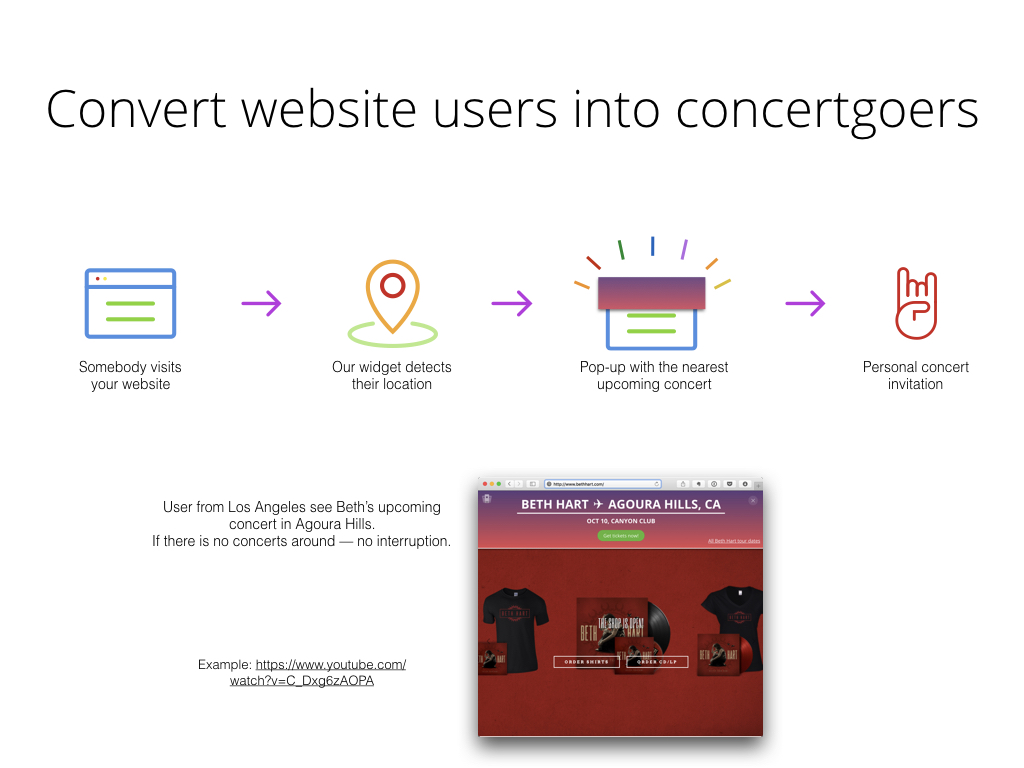 Convert website users into concertgoers
Somebody visits
your website
Our widget detects
their location
Pop-up with the nearest
upcoming concert
Personal concert
invitation
User from Los Angeles see Beth’s upcoming
concert in Agoura Hills.
If there is no concerts around — no interruption.
Example: https://www.youtube.com/
watch?v=C_Dxg6zAOPA
http://www.bethhart.com/
BETH HART ✈ AGOURA HILLS, CA
OCT 10, CANYON CLUB
Get tickets now!
All Beth Hart tour dates
BETH HART
THE SHOP IS OPEN!
BETH HART
ORDER SHIRTS
ORDER CD/LP